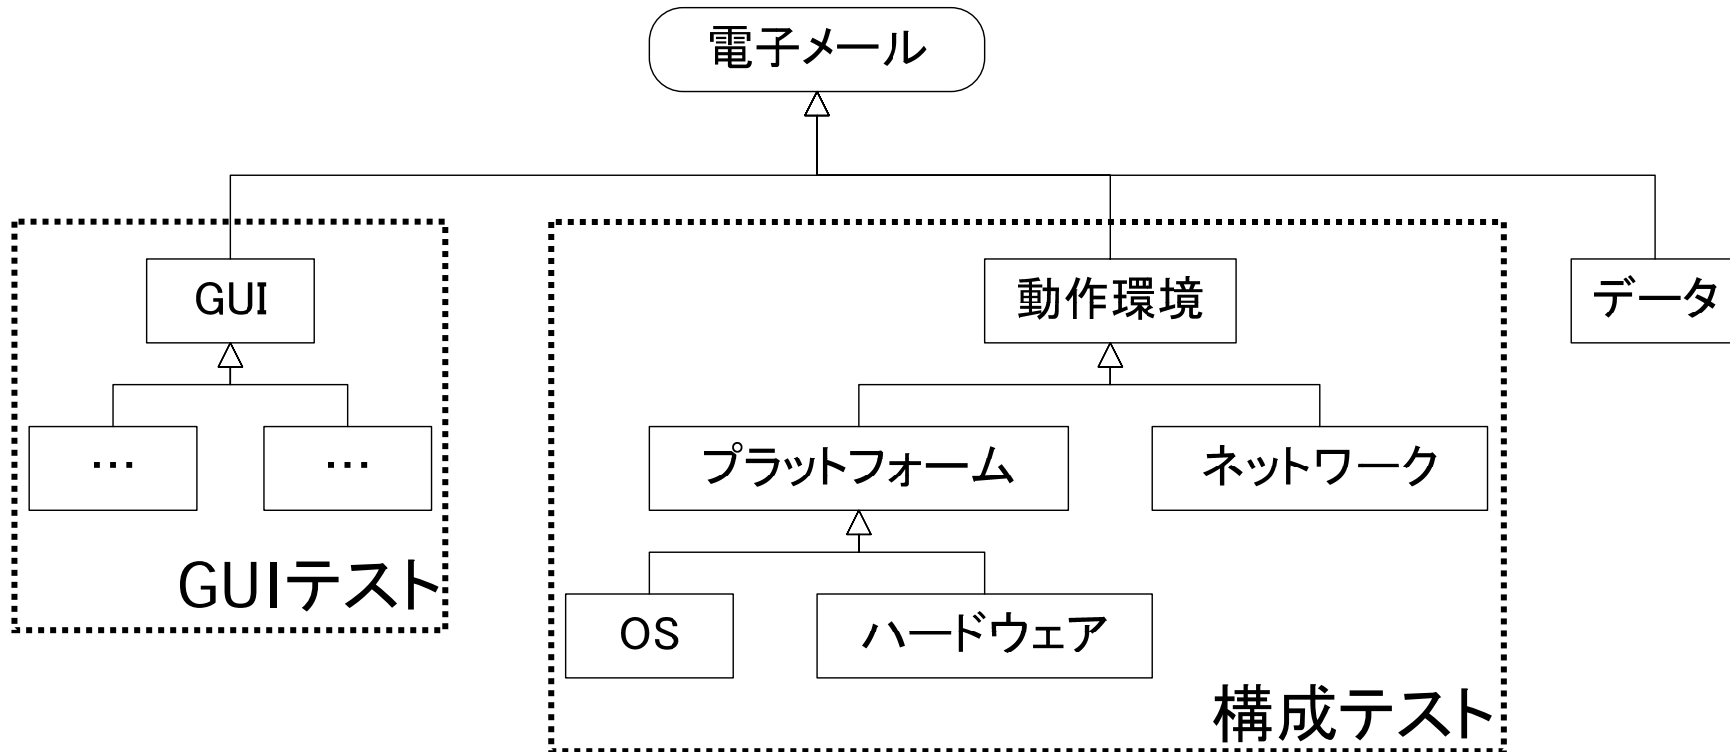 電子メール
GUI
動作環境
データ
…
…
プラットフォーム
ネットワーク
GUIテスト
OS
ハードウェア
構成テスト